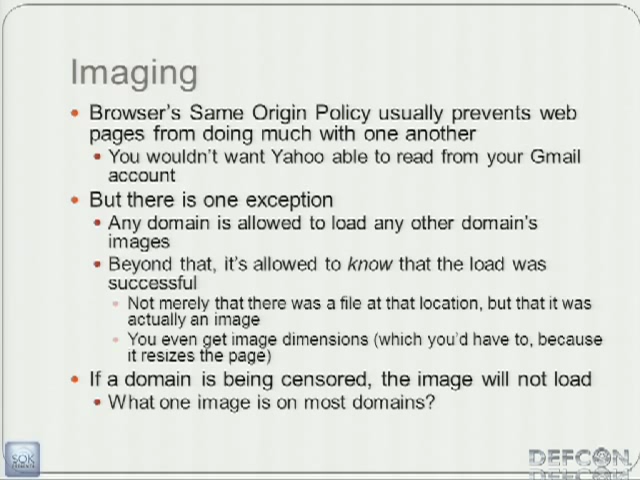 Imaging
Browser's Same Origin Policy usually prevents web
pages from doing much with one another
You wouldn't want Yahoo able to read from your Gmail
account
But there is one exception
Any domain is allowed to load any other domain's
images
Beyond that, it's allowed to know that the load was
successful
Not merely that there was a file at that location, but that it was
actually an image
You even get image dimensions (which you'd have to, because
it resizes the page)
If a domain is being censored, the image will not load
What one image is on most domains?
SOK
DEFCON